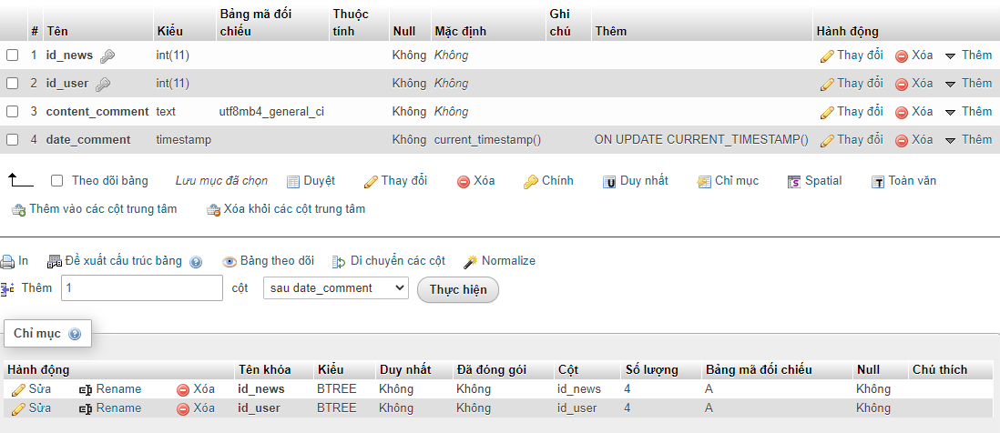 # Tên Kiểu Bảng mã đối chiếu Thuộc tính Null Mặc định Ghi chú Thêm Hành động
1 id_news int(11) Không Không Thay đổi Xóa Thêm
2 id_user int(11) Không Không Thay đổi Xóa Thêm
3 content_comment text utf8mb4_general_ci Không Không Thay đổi Xóa Thêm
4 date_comment timestamp Không current_timestamp() ON UPDATE CURRENT_TIMESTAMP() Thay đổi Xóa Thêm
Theo dõi bảng Lưu mục đã chọn Duyệt Thay đổi Xóa Chính Duy nhất Chỉ mục Spatial Toàn văn
Thêm vào các cột trung tâm Xóa khỏi các cột trung tâm
In Đề xuất cấu trúc bảng Bảng theo dõi Di chuyển các cột Normalize
Thêm 1 cột sau date_comment Thực hiện
Chỉ mục
Hành động Tên khóa Kiểu Duy nhất Đã đóng gói Cột Số lượng Bảng mã đối chiếu Null Chú thích
Sửa Rename Xóa id_news BTREE Không Không id_news 4 A Không
Sửa Rename Xóa id_user BTREE Không Không id_user 4 A Không